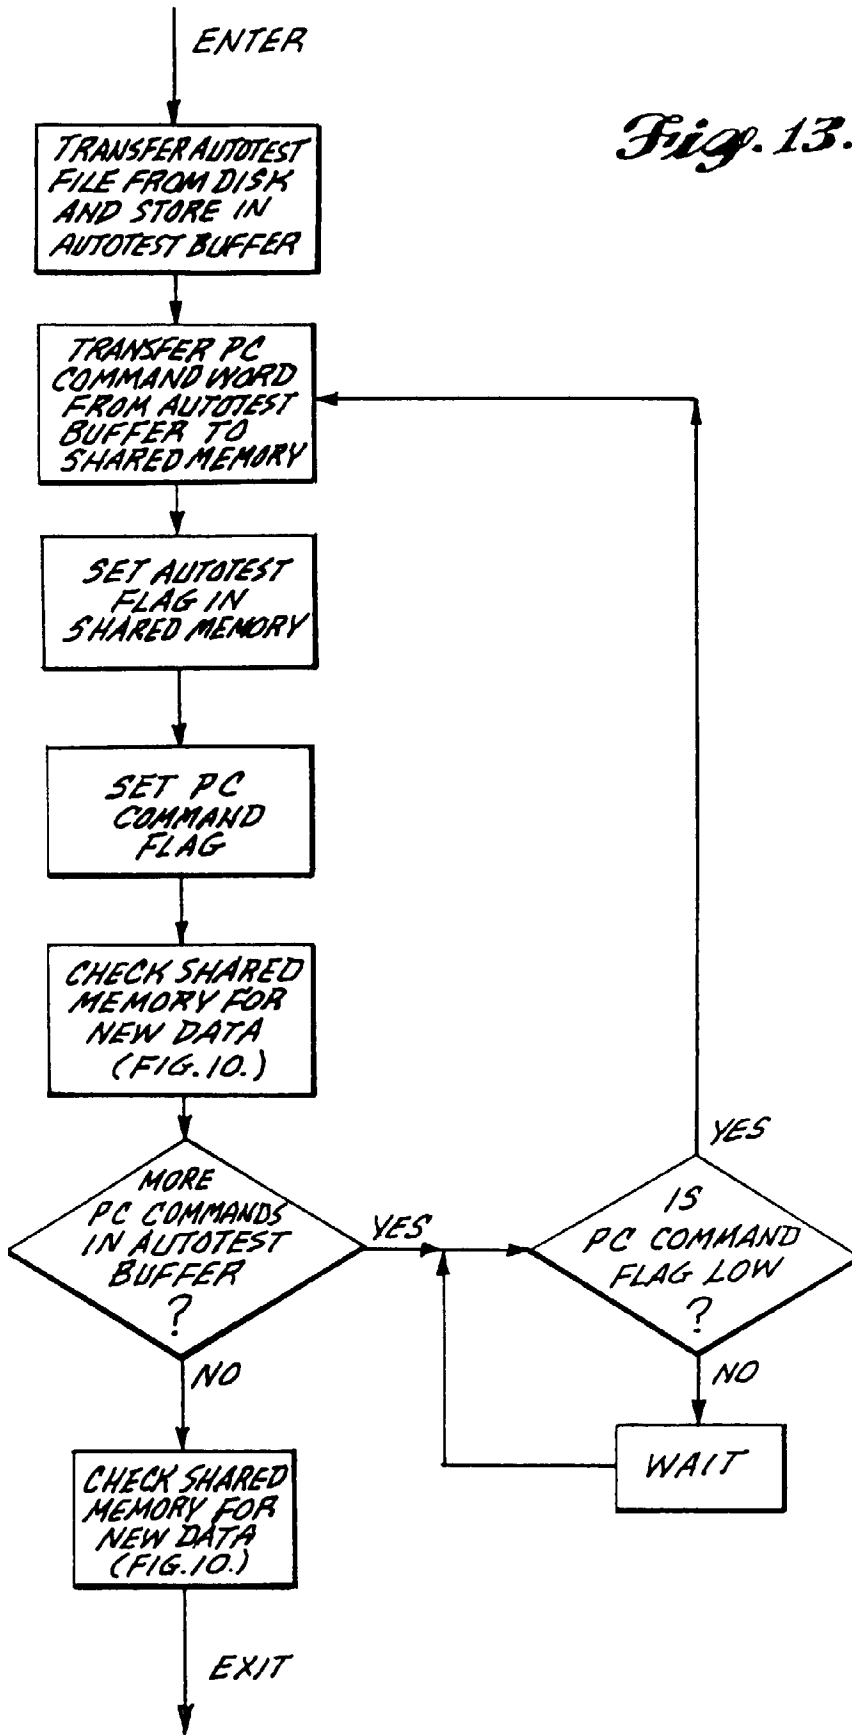 ENTER
Fig. 13.
TRANSFER AUTOTEST
FILE FROM DISK
AND STORE IN
AUTOTEST BUFFER
TRANSFER PC
COMMAND WORD
FROM AUTOTEST
BUFFER TO
SHARED MEMORY
SET AUTOTEST
FLAG IN
SHARED MEMORY
SET PC
COMMAND
FLAG
CHECK SHARED
MEMORY FOR
NEW DATA
(FIG. 10.)
MORE
PC COMMANDS
IN AUTOTEST
BUFFER
?
YES
YES
IS
PC COMMAND
FLAG LOW
?
NO
NO
WAIT
CHECK SHARED
MEMORY FOR
NEW DATA
(FIG. 10.)
EXIT